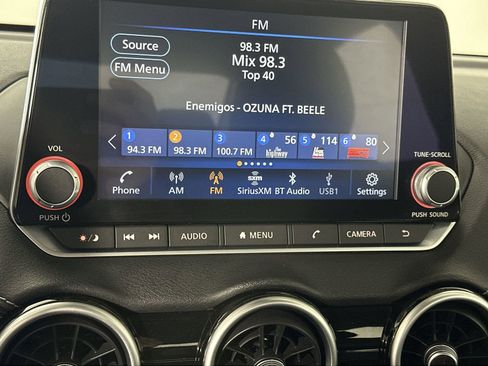 FM
Source
98.3 FM
Mix 98.3
FM Menu
Top 40
Enemigos - OZUNA FT. BEELE
1 2 3 4 56 5 114 6 80
94.3 FM 98.3 FM 100.7 FM highway
VOL
TUNE-SCROLL
sxm
Phone AM FM SiriusXM BT Audio USB1 Settings
PUSH
PUSH SOUND
AUDIO MENU CAMERA